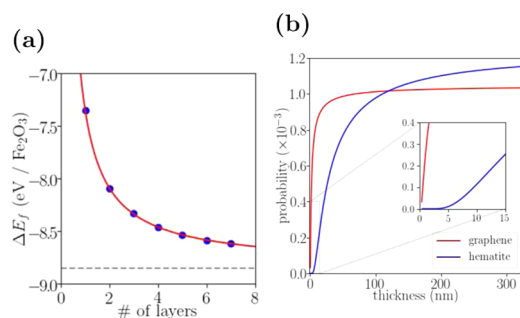 (a)
−7.0
−7.5
−8.0
−8.5
−9.0
ΔE_f (eV / Fe₂O₃)
0 2 4 6 8
# of layers
(b)
1.4
1.2
1.0
0.8
0.6
0.4
0.2
0.0
probability (×10⁻³)
0.4
0.3
0.2
0.1
0.0
0 5 10 15
graphene
hematite
0 100 200 300
thickness (nm)